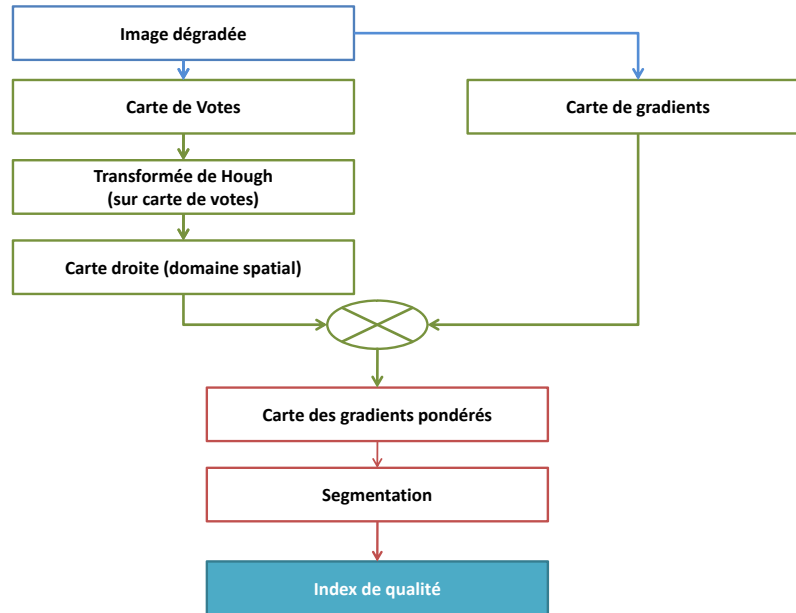 Image dégradée
Carte de Votes
Carte de gradients
Transformée de Hough
(sur carte de votes)
Carte droite (domaine spatial)
Carte des gradients pondérés
Segmentation
Index de qualité